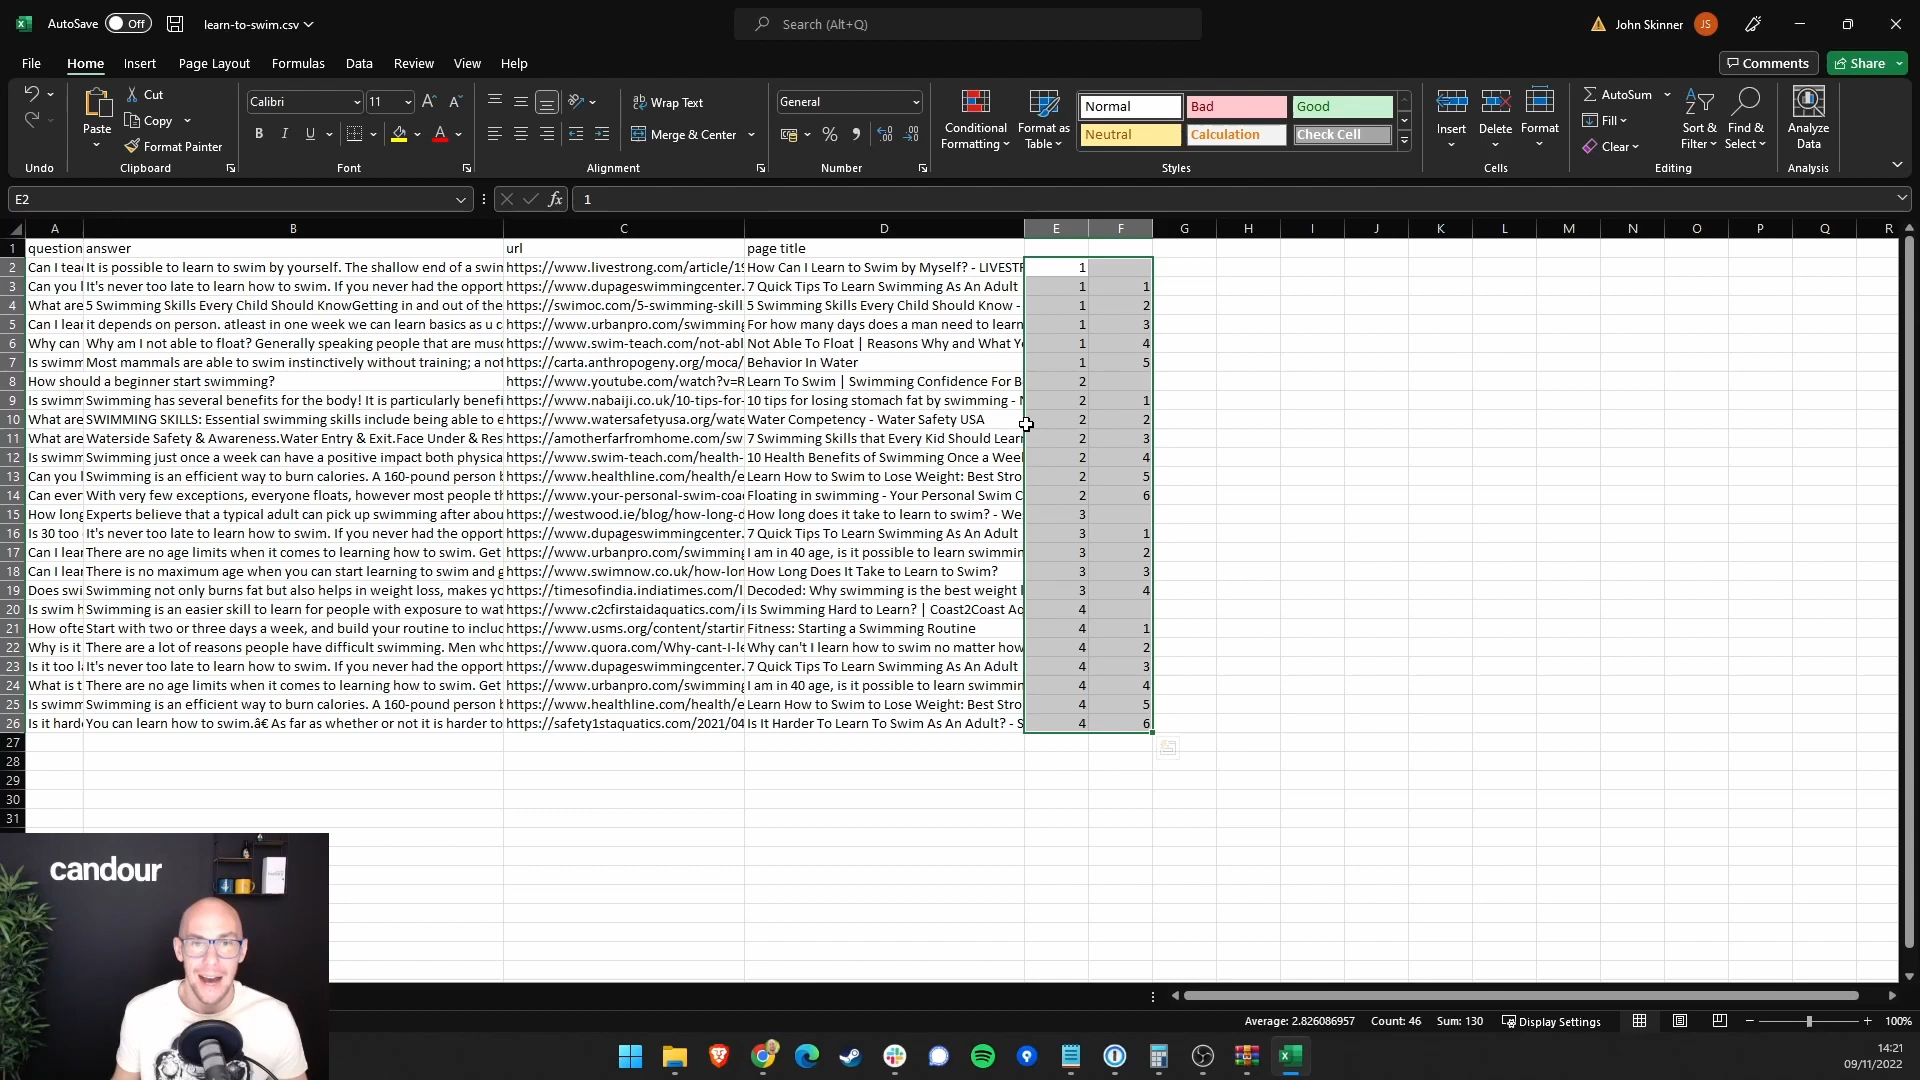 AutoSave Off learn-to-swim.csv Search (Alt+Q) John Skinner JS
File Home Insert Page Layout Formulas Data Review View Help Comments Share
Cut Calibri 11 Wrap Text General Normal Bad Good AutoSum
Copy Fill
Paste Format Painter B I U Merge & Center % Conditional Formatting Format as Table Neutral Calculation Check Cell Insert Delete Format Clear Sort & Filter Find & Select Analyze Data
Undo Clipboard Font Alignment Number Styles Cells Editing Analysis
E2 fx 1
A B C D E F G H I J K L M N O P Q R
1 question answer url page title
2 Can I tea It is possible to learn to swim by yourself. The shallow end of a swin https://www.livestrong.com/article/19 How Can I Learn to Swim by Myself? - LIVESTR 1
3 Can you l It's never too late to learn how to swim. If you never had the opport https://www.dupageswimmingcenter. 7 Quick Tips To Learn Swimming As An Adult 1 1
4 What are 5 Swimming Skills Every Child Should KnowGetting in and out of the https://swimoc.com/5-swimming-skill 5 Swimming Skills Every Child Should Know - 1 2
5 Can I lear it depends on person. atleast in one week we can learn basics as u c https://www.urbanpro.com/swimming For how many days does a man need to learn 1 3
6 Why can Why am I not able to float? Generally speaking people that are musc https://www.swim-teach.com/not-abl Not Able To Float | Reasons Why and What Y 1 4
7 Is swimm Most mammals are able to swim instinctively without training; a not https://carta.anthropogeny.org/moca/ Behavior In Water 1 5
8 How should a beginner start swimming? https://www.youtube.com/watch?v=R Learn To Swim | Swimming Confidence For B 2
9 Is swimm Swimming has several benefits for the body! It is particularly benefi https://www.nabaiji.co.uk/10-tips-for- 10 tips for losing stomach fat by swimming - N 2 1
10 What are SWIMMING SKILLS: Essential swimming skills include being able to e https://www.watersafetyusa.org/wate Water Competency - Water Safety USA 2 2
11 What are Waterside Safety & Awareness.Water Entry & Exit.Face Under & Res https://amotherfarfromhome.com/sw 7 Swimming Skills that Every Kid Should Learn 2 3
12 Is swimm Swimming just once a week can have a positive impact both physica https://www.swim-teach.com/health- 10 Health Benefits of Swimming Once a Weel 2 4
13 Can you l Swimming is an efficient way to burn calories. A 160-pound person b https://www.healthline.com/health/e Learn How to Swim to Lose Weight: Best Stro 2 5
14 Can ever With very few exceptions, everyone floats, however most people th https://www.your-personal-swim-coa Floating in swimming - Your Personal Swim C 2 6
15 How long Experts believe that a typical adult can pick up swimming after abou https://westwood.ie/blog/how-long-d How long does it take to learn to swim? - We 3
16 Is 30 too It's never too late to learn how to swim. If you never had the opport https://www.dupageswimmingcenter. 7 Quick Tips To Learn Swimming As An Adult 3 1
17 Can I lear There are no age limits when it comes to learning how to swim. Get https://www.urbanpro.com/swimming I am in 40 age, is it possible to learn swimmin 3 2
18 Can I lear There is no maximum age when you can start learning to swim and g https://www.swimnow.co.uk/how-lon How Long Does It Take to Learn to Swim? 3 3
19 Does swi Swimming not only burns fat but also helps in weight loss, makes yo https://timesofindia.indiatimes.com/l Decoded: Why swimming is the best weight l 3 4
20 Is swim h Swimming is an easier skill to learn for people with exposure to wat https://www.c2cfirstaidaquatics.com/i Is Swimming Hard to Learn? | Coast2Coast Aq 4
21 How ofte Start with two or three days a week, and build your routine to includ https://www.usms.org/content/startin Fitness: Starting a Swimming Routine 4 1
22 Why is it There are a lot of reasons people have difficult swimming. Men who https://www.quora.com/Why-cant-I-le Why can't I learn how to swim no matter how 4 2
23 Is it too l It's never too late to learn how to swim. If you never had the opport https://www.dupageswimmingcenter. 7 Quick Tips To Learn Swimming As An Adult 4 3
24 What is t There are no age limits when it comes to learning how to swim. Get https://www.urbanpro.com/swimming I am in 40 age, is it possible to learn swimmin 4 4
25 Is swimm Swimming is an efficient way to burn calories. A 160-pound person b https://www.healthline.com/health/e Learn How to Swim to Lose Weight: Best Stro 4 5
26 Is it hard You can learn how to swim.â€ As far as whether or not it is harder to https://safety1staquatics.com/2021/04 Is It Harder To Learn To Swim As An Adult? - S 4 6
27
28
29
30
31
candour
Average: 2.826086957 Count: 46 Sum: 130 Display Settings 100%
14:21
09/11/2022